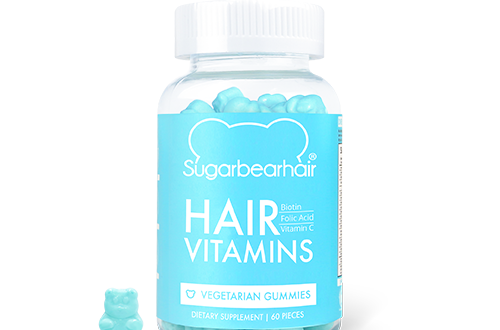 Sugarbearhair®
HAIR
Biotin
Folic Acid
Vitamin C
VITAMINS
VEGETARIAN GUMMIES
DIETARY SUPPLEMENT | 60 PIECES